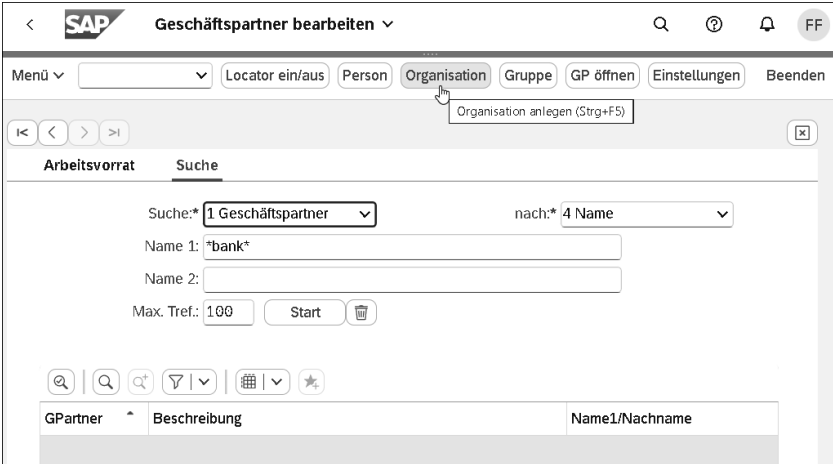 SAP Geschäftspartner bearbeiten FF
Menü Locator ein/aus Person Organisation Gruppe GP öffnen Einstellungen Beenden
Organisation anlegen (Strg+F5)
Arbeitsvorrat Suche
Suche:* 1 Geschäftspartner nach:* 4 Name
Name 1: *bank*
Name 2:
Max. Tref.: 100 Start
GPartner Beschreibung Name1/Nachname